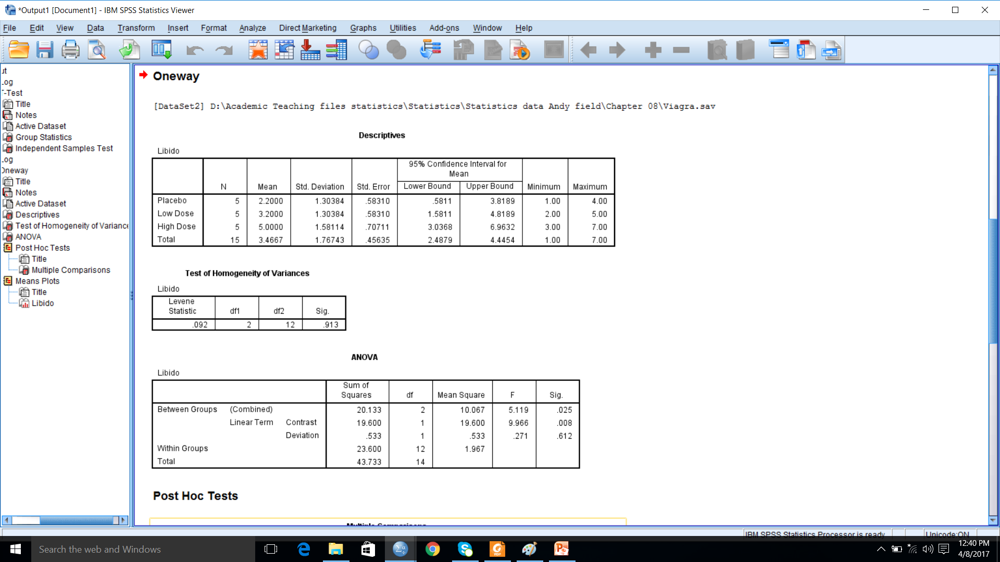 *Output1 [Document1] - IBM SPSS Statistics Viewer
File Edit View Data Transform Insert Format Analyze Direct Marketing Graphs Utilities Add-ons Window Help
ut
Log
T-Test
Title
Notes
Active Dataset
Group Statistics
Independent Samples Test
Log
Oneway
Title
Notes
Active Dataset
Descriptives
Test of Homogeneity of Variance
ANOVA
Post Hoc Tests
Title
Multiple Comparisons
Means Plots
Title
Libido
Oneway
[DataSet2] D:\Academic Teaching files statistics\Statistics\Statistics data Andy field\Chapter 08\Viagra.sav
Descriptives
Libido
95% Confidence Interval for
Mean
N Mean Std. Deviation Std. Error Lower Bound Upper Bound Minimum Maximum
Placebo 5 2.2000 1.30384 .58310 .5811 3.8189 1.00 4.00
Low Dose 5 3.2000 1.30384 .58310 1.5811 4.8189 2.00 5.00
High Dose 5 5.0000 1.58114 .70711 3.0368 6.9632 3.00 7.00
Total 15 3.4667 1.76743 .45635 2.4879 4.4454 1.00 7.00
Test of Homogeneity of Variances
Libido
Levene
Statistic df1 df2 Sig.
.092 2 12 .913
ANOVA
Libido
Sum of
Squares df Mean Square F Sig.
Between Groups (Combined) 20.133 2 10.067 5.119 .025
Linear Term Contrast 19.600 1 19.600 9.966 .008
Deviation .533 1 .533 .271 .612
Within Groups 23.600 12 1.967
Total 43.733 14
Post Hoc Tests
Multiple Comparisons
IBM SPSS Statistics Processor is ready Unicode:ON
Search the web and Windows
12:40 PM
4/8/2017